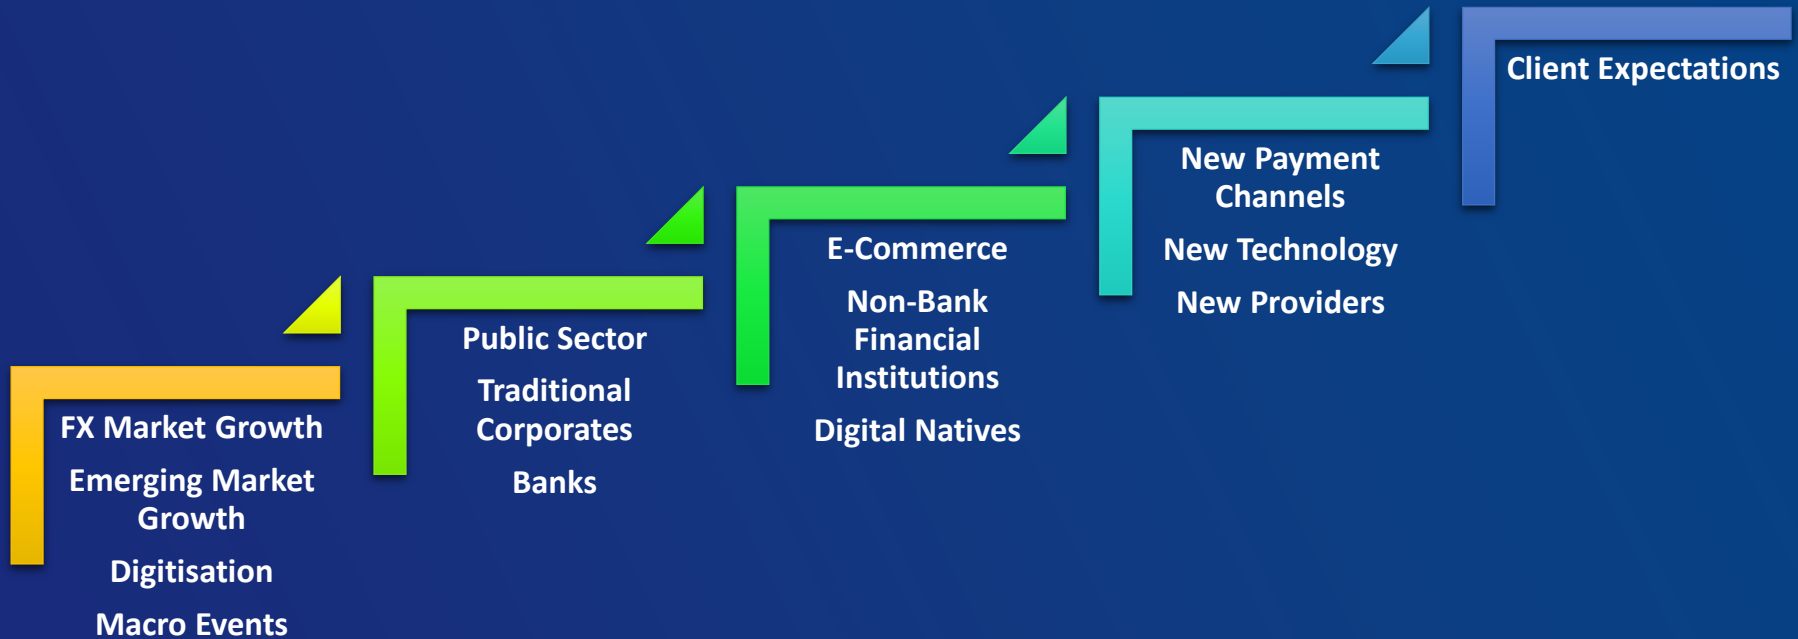 FX Market Growth
Emerging Market
Growth
Digitisation
Macro Events
Public Sector
Traditional
Corporates
Banks
E-Commerce
Non-Bank
Financial
Institutions
Digital Natives
New Payment
Channels
New Technology
New Providers
Client Expectations